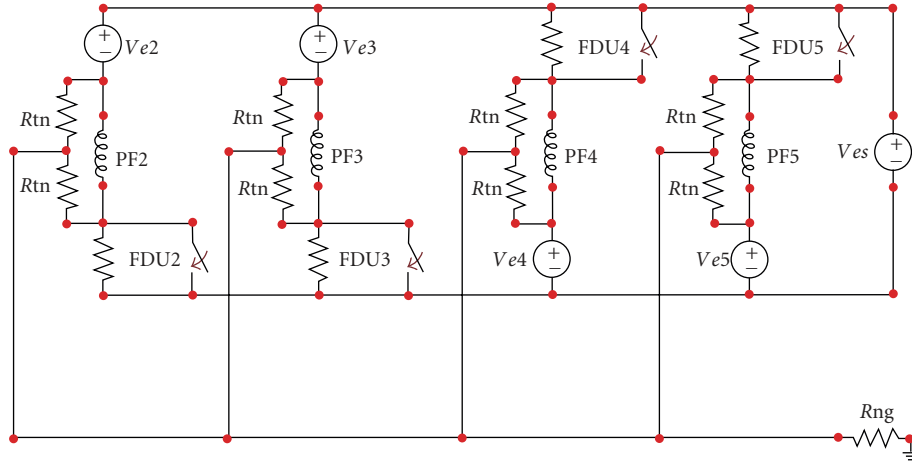 Ve2
Ve3
FDU4
FDU5
Rtn
Rtn
Rtn
Rtn
PF2
PF3
PF4
PF5
Ves
Rtn
Rtn
Rtn
Rtn
FDU2
FDU3
Ve4
Ve5
Rng